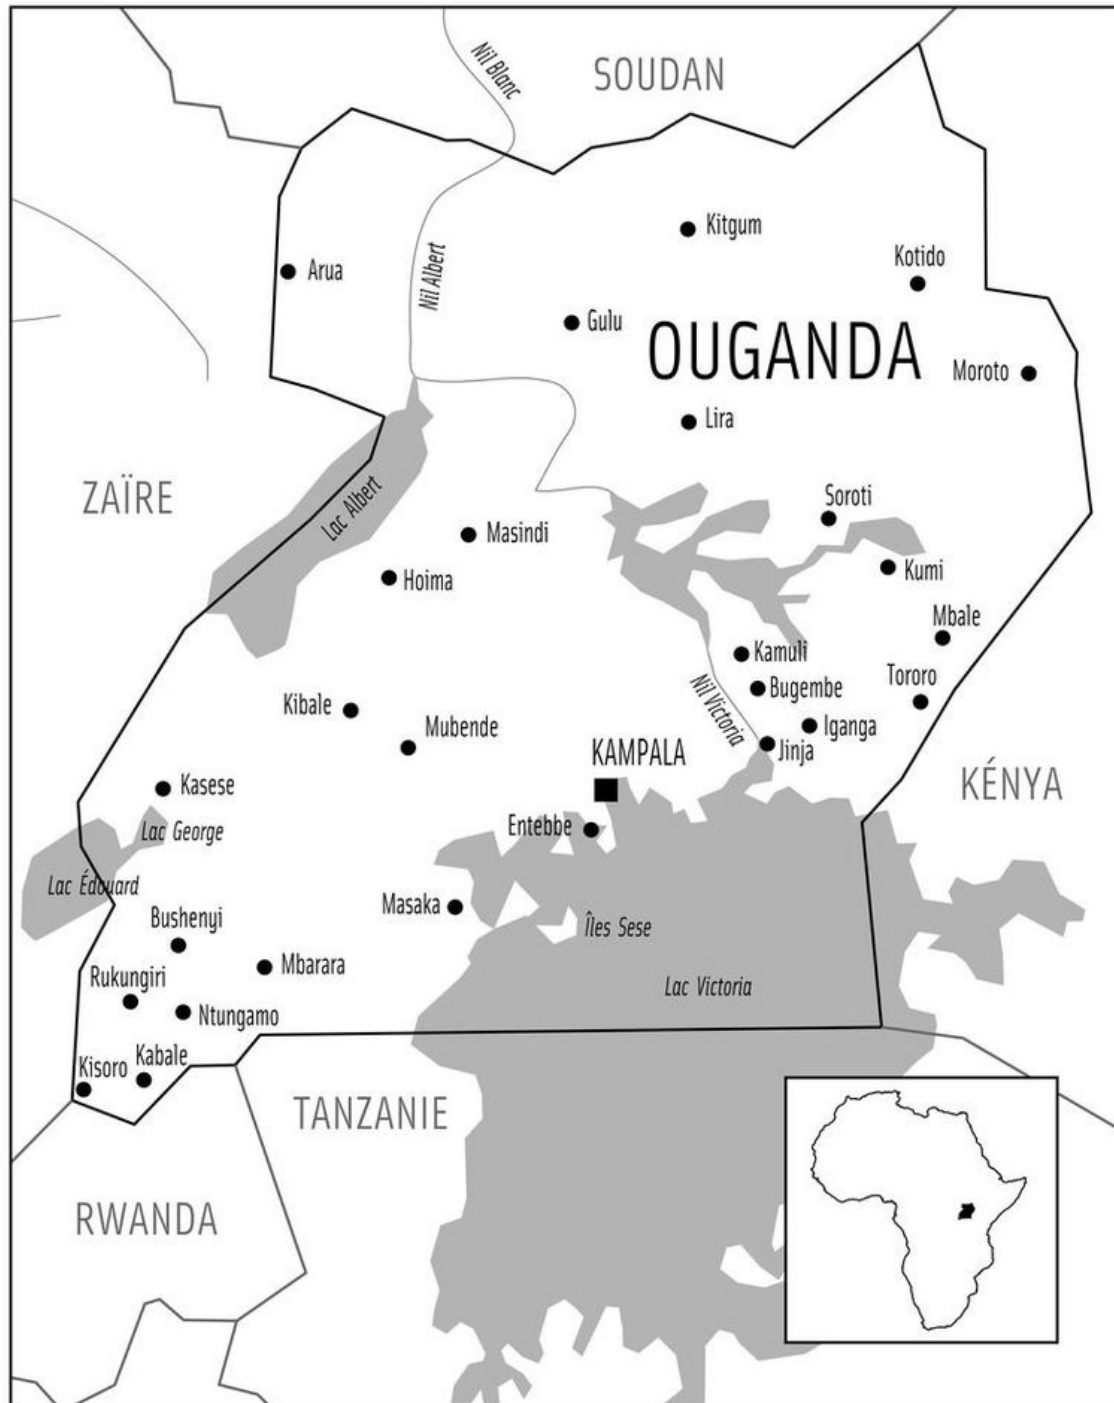 Nil Blanc
SOUDAN
Kitgum
Kotido
Arua
Nil Albert
Gulu
OUGANDA
Moroto
Lira
ZAÏRE
Lac Albert
Soroti
Masindi
Kumi
Hoima
Mbale
Kamuli
Tororo
Bugembe
Nil Victoria
Kibale
Iganga
Mubende
Jinja
KAMPALA
Kasese
KÉNYA
Entebbe
Lac George
Lac Édouard
Masaka
Bushenyi
Îles Sese
Mbarara
Rukungiri
Lac Victoria
Ntungamo
Kabale
Kisoro
TANZANIE
RWANDA